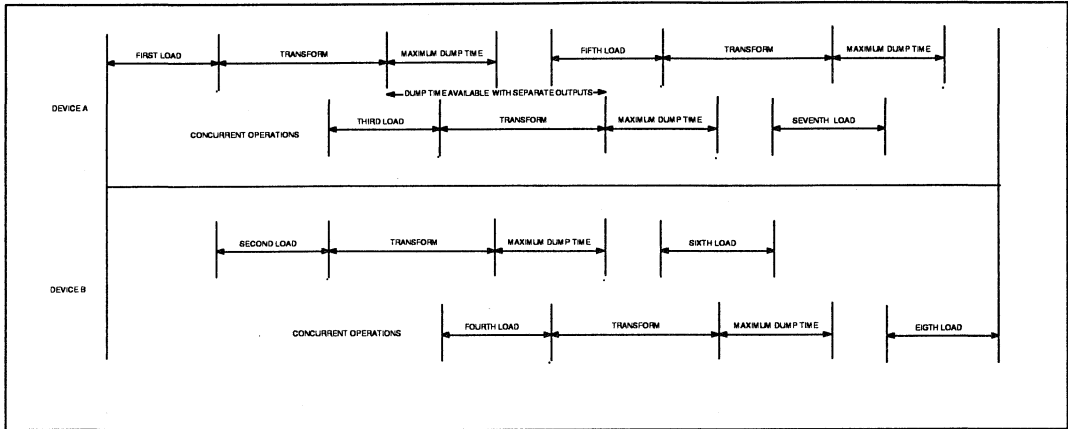 FIRST LOAD TRANSFORM MAXIMUM DUMP TIME FIFTH LOAD TRANSFORM MAXIMUM DUMP TIME
DUMP TIME AVAILABLE WITH SEPARATE OUTPUTS
DEVICE A
CONCURRENT OPERATIONS THIRD LOAD TRANSFORM MAXIMUM DUMP TIME SEVENTH LOAD
SECOND LOAD TRANSFORM MAXIMUM DUMP TIME SIXTH LOAD
DEVICE B
CONCURRENT OPERATIONS FOURTH LOAD TRANSFORM MAXIMUM DUMP TIME EIGTH LOAD